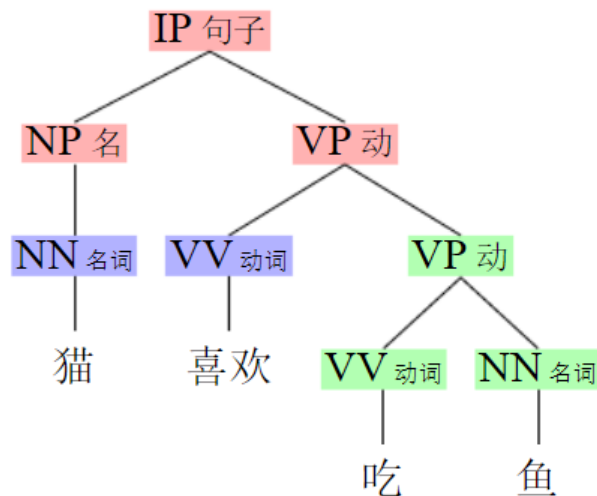 IP 句子
NP 名 VP 动
NN 名词 VV 动词 VP 动
猫 喜欢 VV 动词 NN 名词
吃 鱼